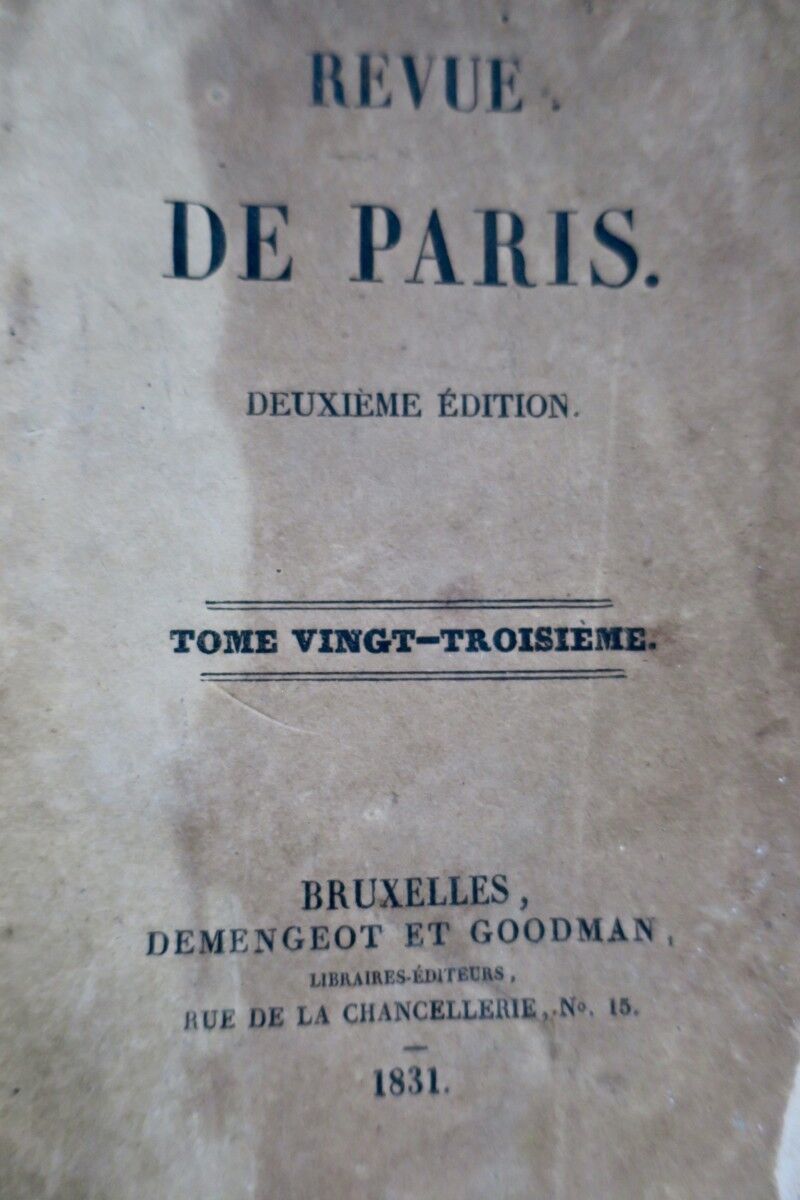 REVUE
DE PARIS.
DEUXIÈME ÉDITION.
TOME VINGT-TROISIÈME.
BRUXELLES,
DEMENGEOT ET GOODMAN,
LIBRAIRES-ÉDITEURS,
RUE DE LA CHANCELLERIE, No. 15.
1831.